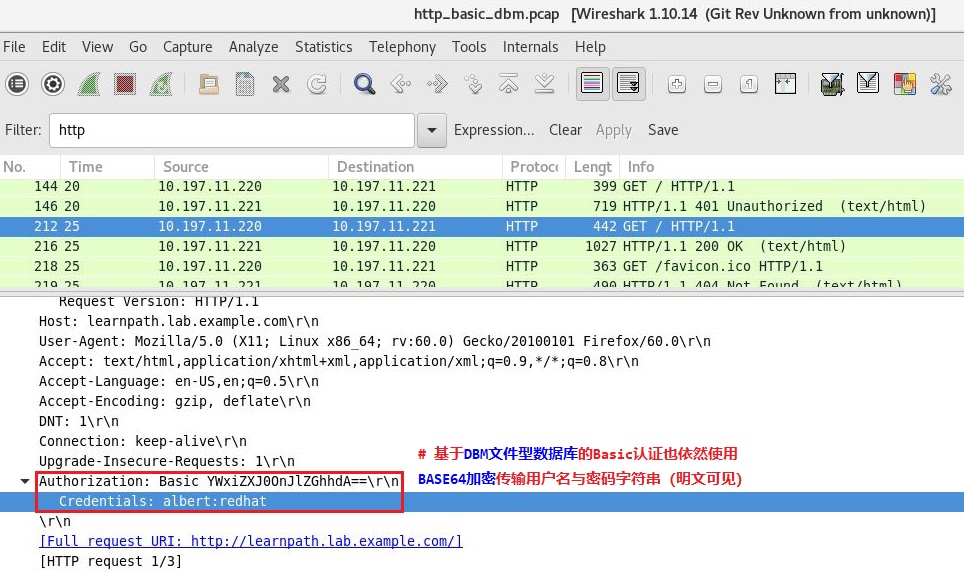 http_basic_dbm.pcap [Wireshark 1.10.14 (Git Rev Unknown from unknown)]
File Edit View Go Capture Analyze Statistics Telephony Tools Internals Help
Filter: http Expression... Clear Apply Save
No. Time Source Destination Protocc Lengt Info
144 20 10.197.11.220 10.197.11.221 HTTP 399 GET / HTTP/1.1
146 20 10.197.11.221 10.197.11.220 HTTP 719 HTTP/1.1 401 Unauthorized (text/html)
212 25 10.197.11.220 10.197.11.221 HTTP 442 GET / HTTP/1.1
216 25 10.197.11.221 10.197.11.220 HTTP 1027 HTTP/1.1 200 OK (text/html)
218 25 10.197.11.220 10.197.11.221 HTTP 363 GET /favicon.ico HTTP/1.1
219 25 10.197.11.221 10.197.11.220 HTTP 490 HTTP/1.1 404 Not Found (text/html)
Request Version: HTTP/1.1
Host: learnpath.lab.example.com\r\n
User-Agent: Mozilla/5.0 (X11; Linux x86_64; rv:60.0) Gecko/20100101 Firefox/60.0\r\n
Accept: text/html,application/xhtml+xml,application/xml;q=0.9,*/*;q=0.8\r\n
Accept-Language: en-US,en;q=0.5\r\n
Accept-Encoding: gzip, deflate\r\n
DNT: 1\r\n
Connection: keep-alive\r\n
Upgrade-Insecure-Requests: 1\r\n
# 基于DBM文件型数据库的Basic认证也依然使用
BASE64加密传输用户名与密码字符串（明文可见）
Authorization: Basic YWxiZXJ0OnJlZGhhdA==\r\n
Credentials: albert:redhat
\r\n
[Full request URI: http://learnpath.lab.example.com/]
[HTTP request 1/3]